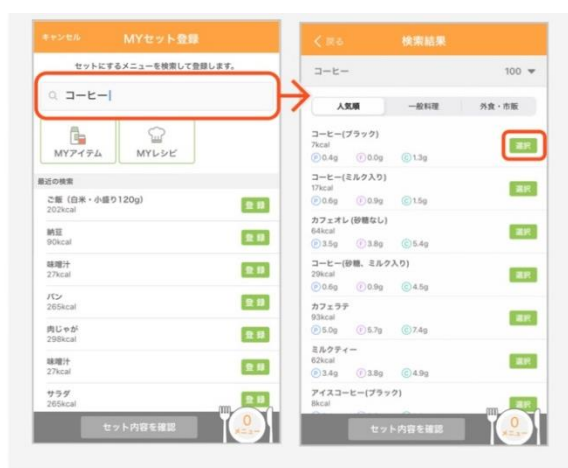 キャンセル MYセット登録
セットにするメニューを検索して登録します。
コーヒー
MYアイテム MYレシピ
最近の検索
ご飯（白米・小盛り120g）
202kcal
登録
納豆
90kcal
登録
味噌汁
27kcal
登録
パン
265kcal
登録
肉じゃが
298kcal
登録
味噌汁
27kcal
登録
サラダ
265kcal
登録
セット内容を確認
0
メニュー
戻る 検索結果
コーヒー 100
人気順 一般料理 外食・市販
コーヒー(ブラック)
7kcal
P 0.4g F 0.0g C 1.3g
選択
コーヒー(ミルク入り)
17kcal
P 0.6g F 0.9g C 1.5g
選択
カフェオレ(砂糖なし)
64kcal
P 3.5g F 3.8g C 5.4g
選択
コーヒー(砂糖、ミルク入り)
29kcal
P 0.6g F 0.9g C 4.5g
選択
カフェラテ
93kcal
P 5.0g F 5.7g C 7.4g
選択
ミルクティー
62kcal
P 3.4g F 3.8g C 4.9g
選択
アイスコーヒー(ブラック)
8kcal
選択
セット内容を確認
0
メニュー